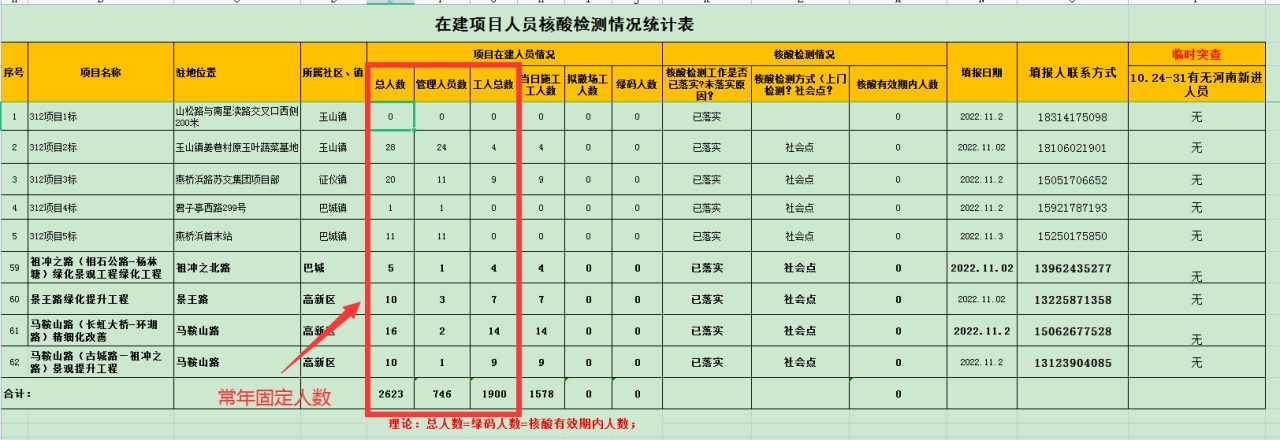 在建项目人员核酸检测情况统计表
序号 项目名称 驻地位置 所属社区、镇 项目在建人员情况 核酸检测情况 填报日期 填报人联系方式 临时突查
总人数 管理人员数 工人总数 当日施工工人数 拟撤场工人数 绿码人数 核酸检测工作是否已落实?未落实原因? 核酸检测方式（上门检测？社会点？ 核酸有效期内人数 10.24-31有无河南新进人员
1 312项目1标 山松路与南星渎路交叉口西侧200米 玉山镇 0 0 0 0 0 0 已落实 0 2022.11.2 18314175098 无
2 312项目2标 玉山镇姜巷村原玉叶蔬菜基地 玉山镇 28 24 4 4 0 0 已落实 社会点 0 2022.11.02 18106021901 无
3 312项目3标 燕桥浜路苏交集团项目部 征仪镇 20 11 9 9 0 0 已落实 社会点 0 2022.11.2 15051706652 无
4 312项目4标 君子亭西路299号 巴城镇 1 1 0 0 0 0 已落实 社会点 0 2022.11.2 15921787193 无
5 312项目5标 燕桥浜首末站 巴城镇 11 11 0 0 0 0 已落实 社会点 0 2022.11.3 15250175850 无
59 祖冲之路（相石公路-杨林塘）绿化景观工程绿化工程 祖冲之北路 巴城 5 1 4 4 0 0 已落实 社会点 0 2022.11.02 13962435277 无
60 景王路绿化提升工程 景王路 高新区 10 3 7 7 0 0 已落实 社会点 0 2022.11.02 13225871358 无
61 马鞍山路（长虹大桥-环湖路）精细化改善 马鞍山路 高新区 16 2 14 14 0 0 已落实 社会点 0 2022.11.2 15062677528 无
62 马鞍山路（古城路－祖冲之路）景观提升工程 马鞍山路 高新区 10 1 9 9 0 0 已落实 社会点 0 2022.11.2 13123904085 无
常年固定人数
合计： 2623 746 1900 1578 0 0 0
理论：总人数=绿码人数=核酸有效期内人数；